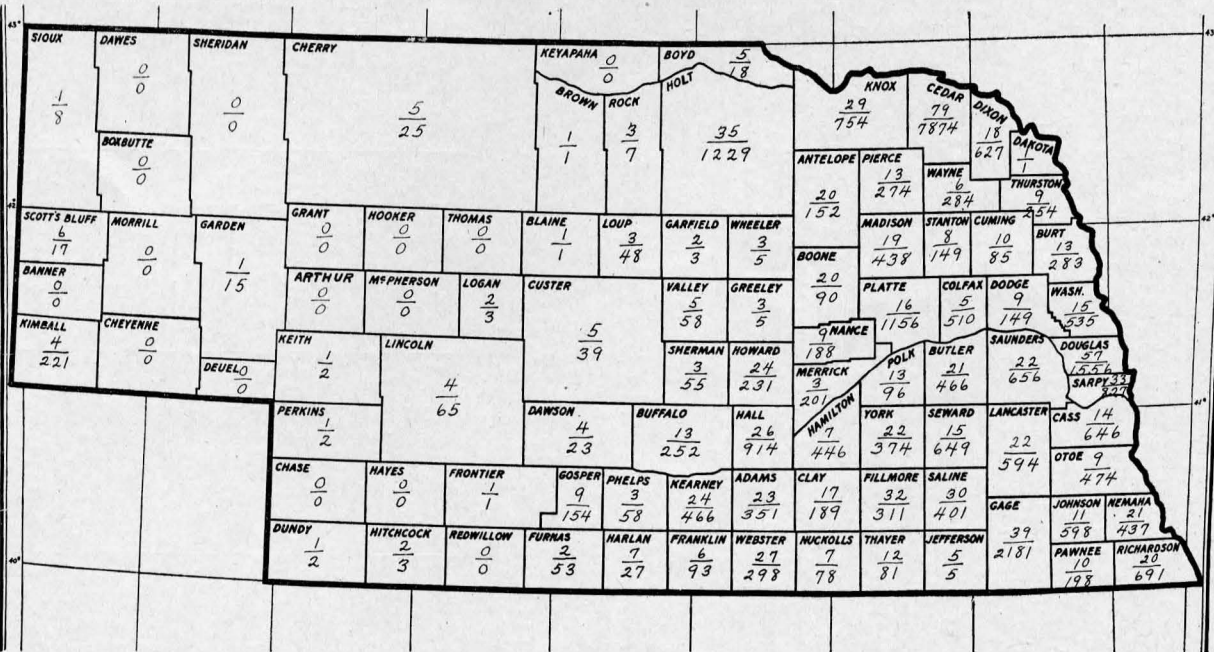 43°
43
SIOUX
1
8
DAWES
0
0
SHERIDAN
0
0
CHERRY
5
25
KEYAPAHA
0
0
BOYD
5
18
BOXBUTTE
0
0
BROWN
1
1
ROCK
3
7
HOLT
35
1229
KNOX
29
754
CEDAR
79
7874
DIXON
18
627
DAKOTA
1
1
ANTELOPE
20
152
PIERCE
13
274
WAYNE
6
284
THURSTON
9
254
42°
42°
SCOTT'S BLUFF
6
17
MORRILL
0
0
GARDEN
1
15
GRANT
0
0
HOOKER
0
0
THOMAS
0
0
BLAINE
1
1
LOUP
3
48
GARFIELD
2
3
WHEELER
3
5
MADISON
19
438
STANTON
8
149
CUMING
10
85
BURT
13
283
BANNER
0
0
ARTHUR
0
0
McPHERSON
0
0
LOGAN
2
3
CUSTER
5
39
VALLEY
5
58
GREELEY
3
5
BOONE
20
90
PLATTE
16
1156
COLFAX
5
510
DODGE
9
149
WASH.
15
535
KIMBALL
4
221
CHEYENNE
0
0
DEUEL
0
0
KEITH
1
2
LINCOLN
4
65
SHERMAN
3
55
HOWARD
24
231
NANCE
9
188
MERRICK
3
201
POLK
13
96
BUTLER
21
466
SAUNDERS
22
656
DOUGLAS
57
1556
SARPY
33
827
41°
PERKINS
1
2
DAWSON
4
23
BUFFALO
13
252
HALL
26
914
HAMILTON
7
446
YORK
22
374
SEWARD
15
649
LANCASTER
22
594
CASS
14
646
OTOE
9
474
CHASE
0
0
HAYES
0
0
FRONTIER
1
1
GOSPER
9
154
PHELPS
3
58
KEARNEY
24
466
ADAMS
23
351
CLAY
17
189
FILLMORE
32
311
SALINE
30
401
GAGE
39
2181
JOHNSON
11
598
NEMAHA
21
437
40°
DUNDY
1
2
HITCHCOCK
2
3
REDWILLOW
0
0
FURNAS
2
53
HARLAN
7
27
FRANKLIN
6
93
WEBSTER
27
298
NUCKOLLS
7
78
THAYER
12
81
JEFFERSON
5
5
PAWNEE
10
198
RICHARDSON
20
691